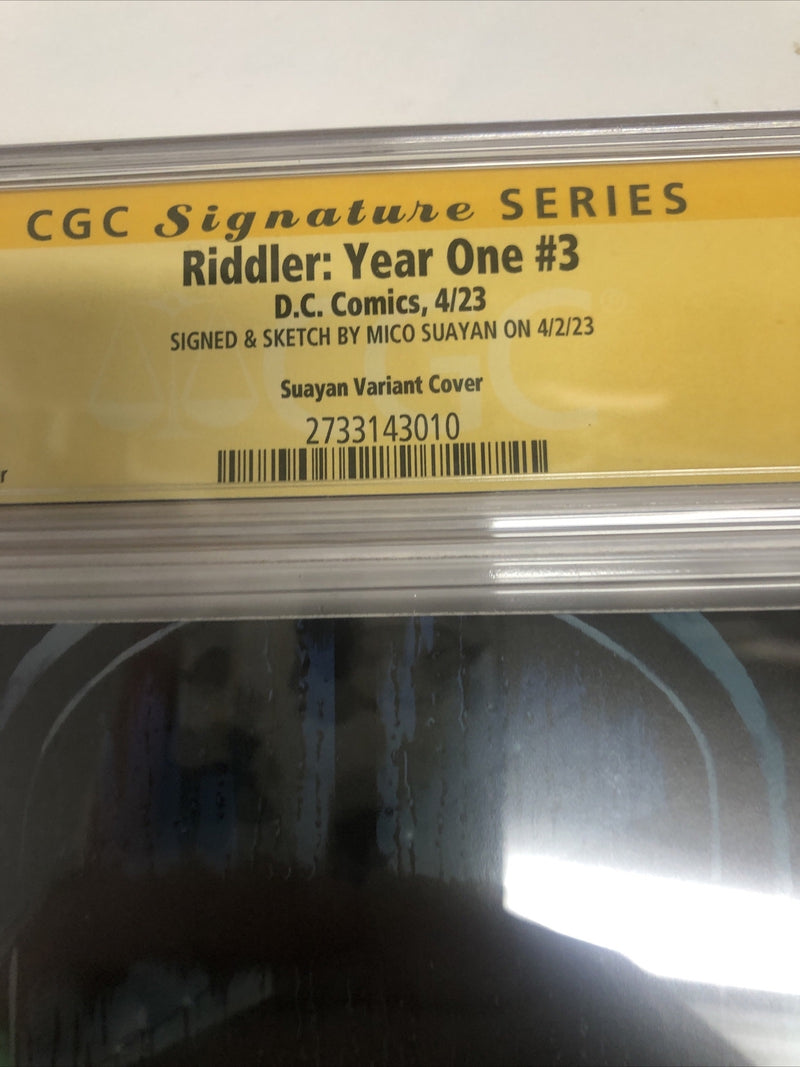 CGC Signature SERIES
Riddler: Year One #3
D.C. Comics, 4/23
SIGNED & SKETCH BY MICO SUAYAN ON 4/2/23
Suayan Variant Cover
2733143010
r